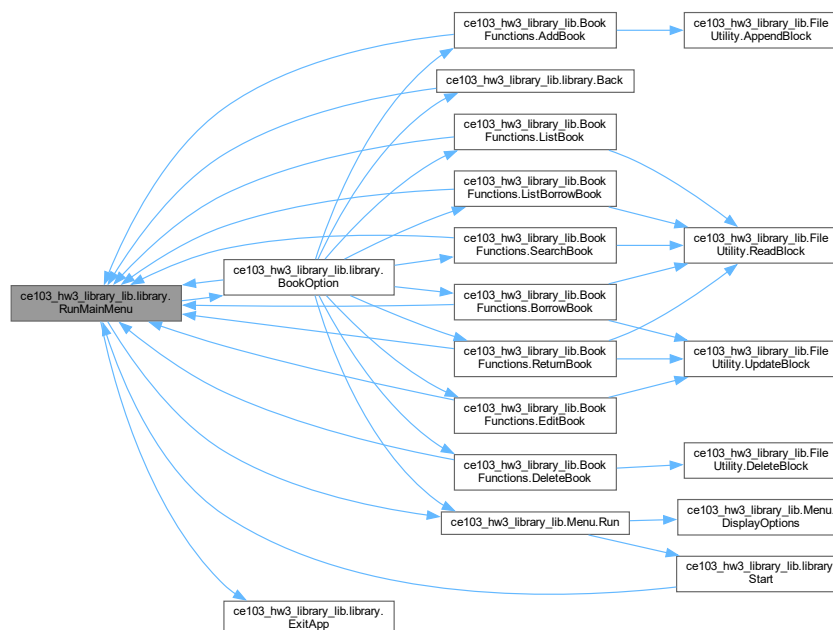 ce103_hw3_library_lib.Book
Functions.AddBook
ce103_hw3_library_lib.File
Utility.AppendBlock
ce103_hw3_library_lib.library.Back
ce103_hw3_library_lib.Book
Functions.ListBook
ce103_hw3_library_lib.Book
Functions.ListBorrowBook
ce103_hw3_library_lib.Book
Functions.SearchBook
ce103_hw3_library_lib.File
Utility.ReadBlock
ce103_hw3_library_lib.library.
BookOption
ce103_hw3_library_lib.library.
RunMainMenu
ce103_hw3_library_lib.Book
Functions.BorrowBook
ce103_hw3_library_lib.Book
Functions.ReturnBook
ce103_hw3_library_lib.File
Utility.UpdateBlock
ce103_hw3_library_lib.Book
Functions.EditBook
ce103_hw3_library_lib.Book
Functions.DeleteBook
ce103_hw3_library_lib.File
Utility.DeleteBlock
ce103_hw3_library_lib.Menu.Run
ce103_hw3_library_lib.Menu.
DisplayOptions
ce103_hw3_library_lib.library.
Start
ce103_hw3_library_lib.library.
ExitApp